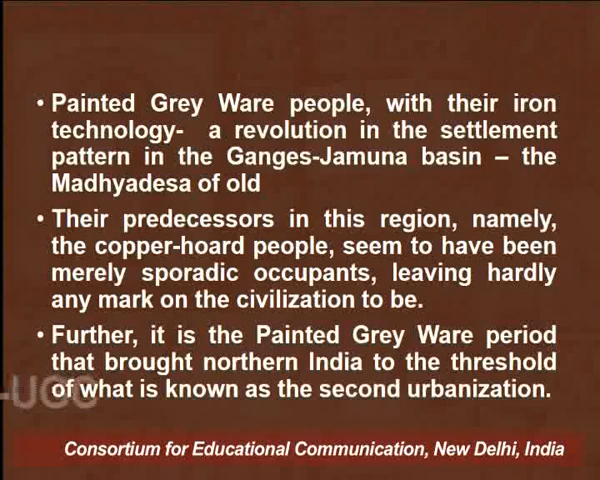 • Painted Grey Ware people, with their iron
technology- a revolution in the settlement
pattern in the Ganges-Jamuna basin – the
Madhyadesa of old
• Their predecessors in this region, namely,
the copper-hoard people, seem to have been
merely sporadic occupants, leaving hardly
any mark on the civilization to be.
• Further, it is the Painted Grey Ware period
that brought northern India to the threshold
of what is known as the second urbanization.
-UGC
Consortium for Educational Communication, New Delhi, India